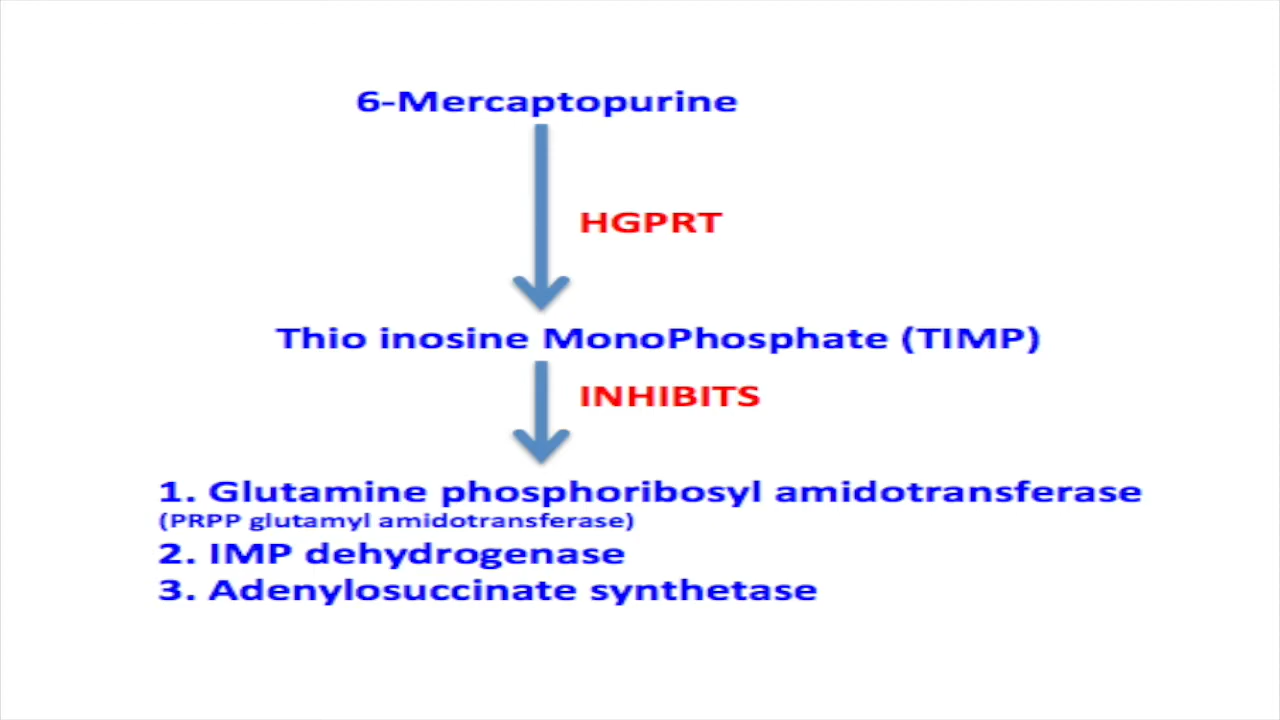 6-Mercaptopurine
HGPRT
Thio inosine MonoPhosphate (TIMP)
INHIBITS
1. Glutamine phosphoribosyl amidotransferase
(PRPP glutamyl amidotransferase)
2. IMP dehydrogenase
3. Adenylosuccinate synthetase